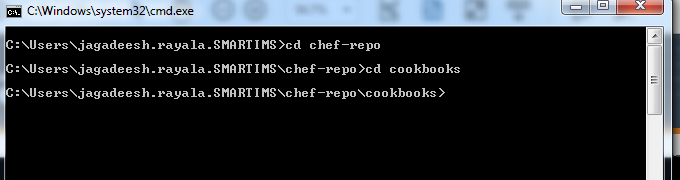 C:\Windows\system32\cmd.exe
C:\Users\jagadeesh.rayala.SMARTIMS>cd chef-repo
C:\Users\jagadeesh.rayala.SMARTIMS\chef-repo>cd cookbooks
C:\Users\jagadeesh.rayala.SMARTIMS\chef-repo\cookbooks>